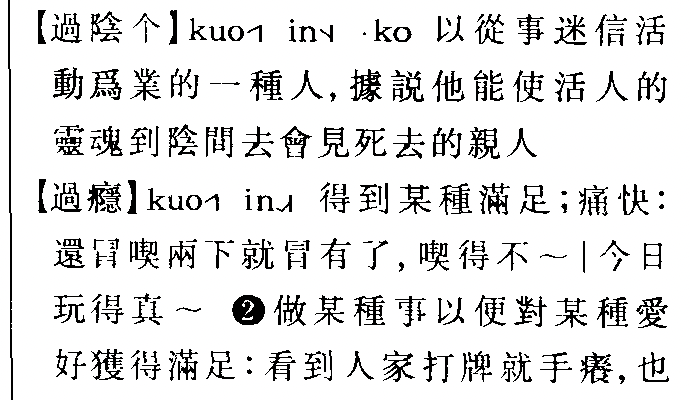 【過陰个】kuo˧ in˨ ·ko 以從事迷信活
動爲業的一種人，據説他能使活人的
靈魂到陰間去會見死去的親人
【過癮】kuo˧ in˩ 得到某種滿足；痛快：
還冒喫兩下就冒有了，喫得不～|今日
玩得真～ ❷做某種事以便對某種愛
好獲得滿足：看到人家打牌就手癢，也